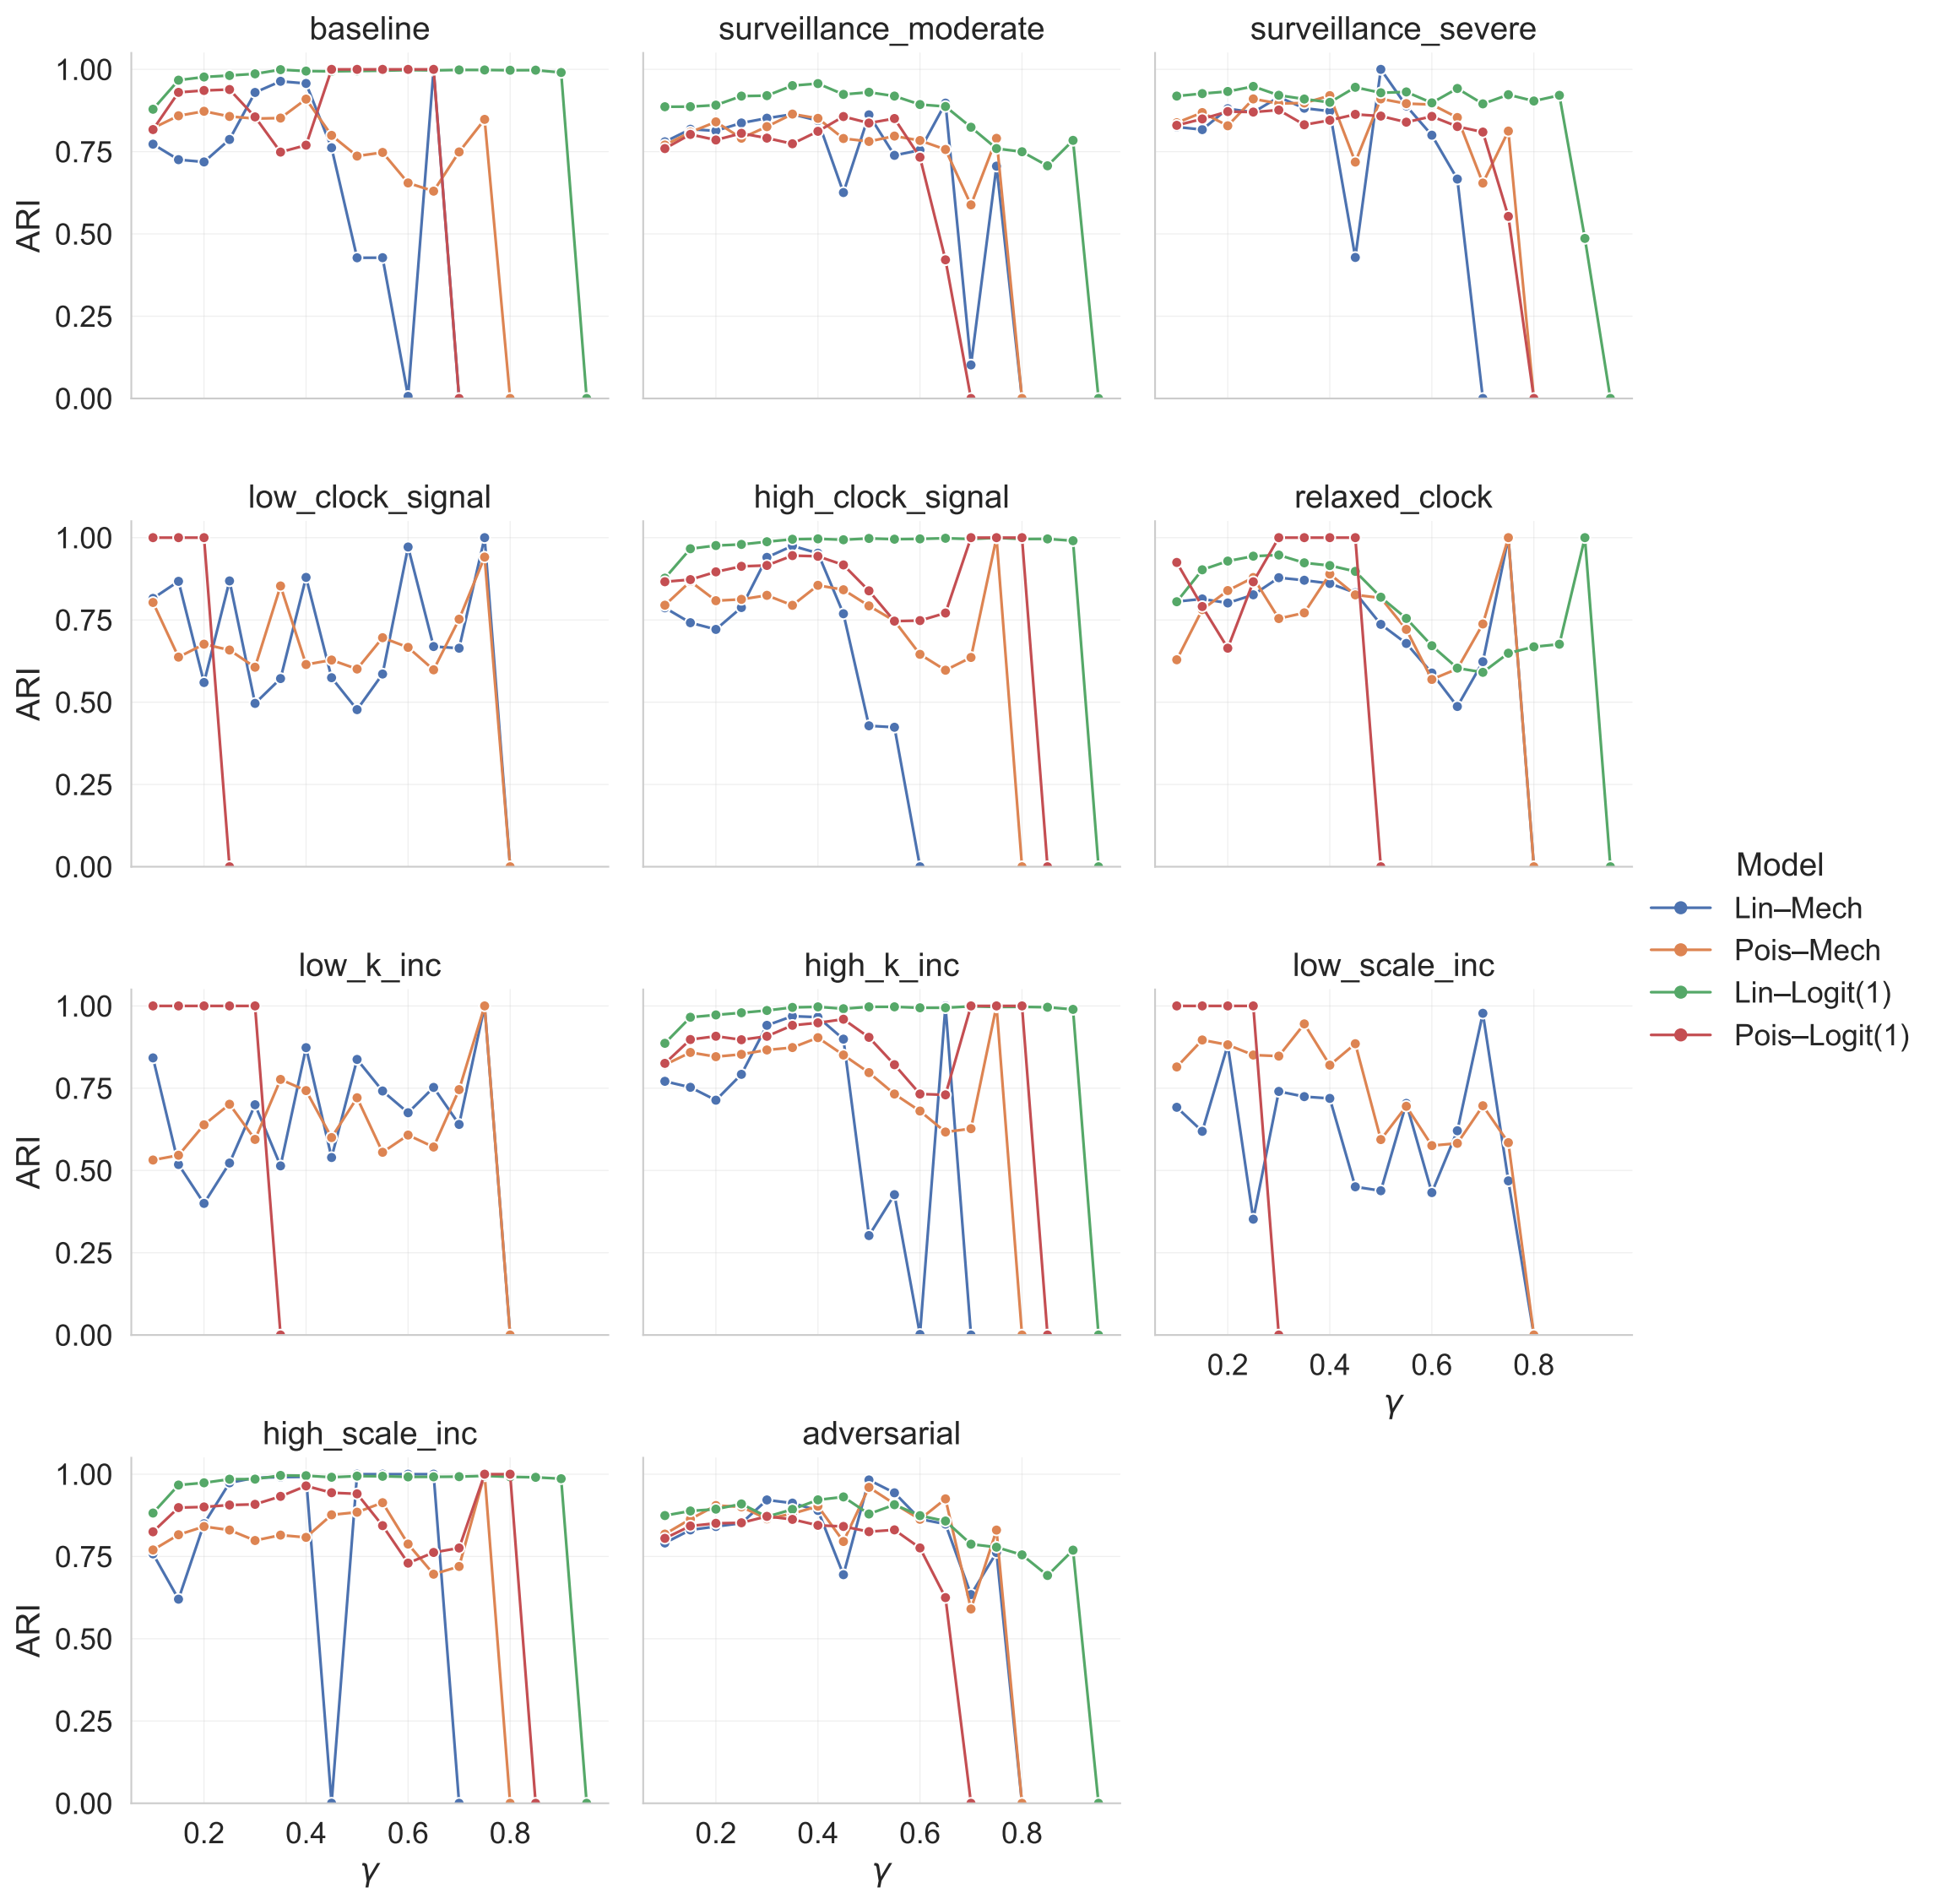 baseline
surveillance_moderate
surveillance_severe
1.00
0.75
0.50
0.25
0.00
ARI
low_clock_signal
high_clock_signal
relaxed_clock
1.00
0.75
0.50
0.25
0.00
ARI
Model
Lin–Mech
Pois–Mech
Lin–Logit(1)
Pois–Logit(1)
low_k_inc
high_k_inc
low_scale_inc
1.00
0.75
0.50
0.25
0.00
ARI
0.2 0.4 0.6 0.8
γ
high_scale_inc
adversarial
1.00
0.75
0.50
0.25
0.00
ARI
0.2 0.4 0.6 0.8
γ
0.2 0.4 0.6 0.8
γ